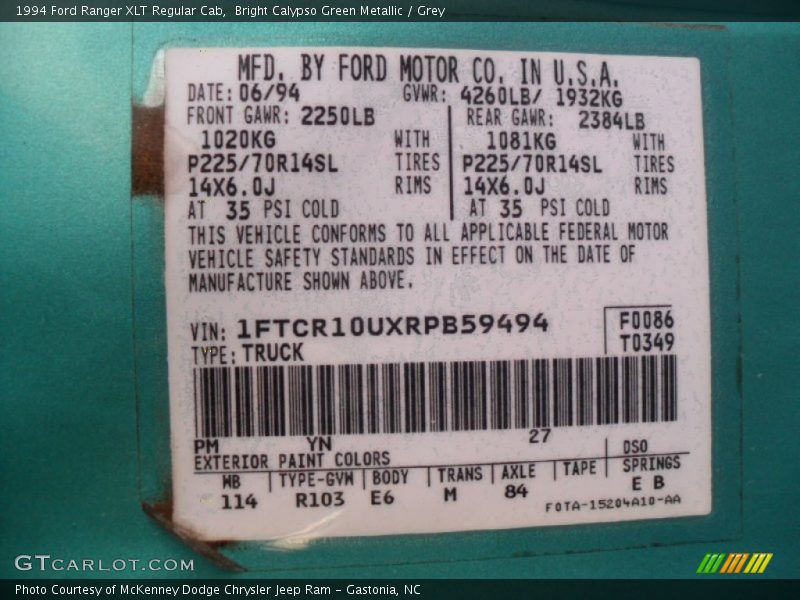 1994 Ford Ranger XLT Regular Cab,  Bright Calypso Green Metallic / Grey
MFD. BY FORD MOTOR CO. IN U.S.A.
DATE: 06/94 GVWR: 4260LB/ 1932KG
FRONT GAWR: 2250LB REAR GAWR: 2384LB
1020KG WITH 1081KG WITH
P225/70R14SL TIRES P225/70R14SL TIRES
14X6.0J RIMS 14X6.0J RIMS
AT 35 PSI COLD AT 35 PSI COLD
THIS VEHICLE CONFORMS TO ALL APPLICABLE FEDERAL MOTOR
VEHICLE SAFETY STANDARDS IN EFFECT ON THE DATE OF
MANUFACTURE SHOWN ABOVE.
VIN: 1FTCR10UXRPB59494 F0086
TYPE: TRUCK T0349
PM YN 27
EXTERIOR PAINT COLORS DSO
WB TYPE-GVW BODY TRANS AXLE TAPE SPRINGS
114 R103 E6 M 84 E B
F0TA-15204A10-AA
GTCARLOT.COM
Photo Courtesy of McKenney Dodge Chrysler Jeep Ram - Gastonia, NC